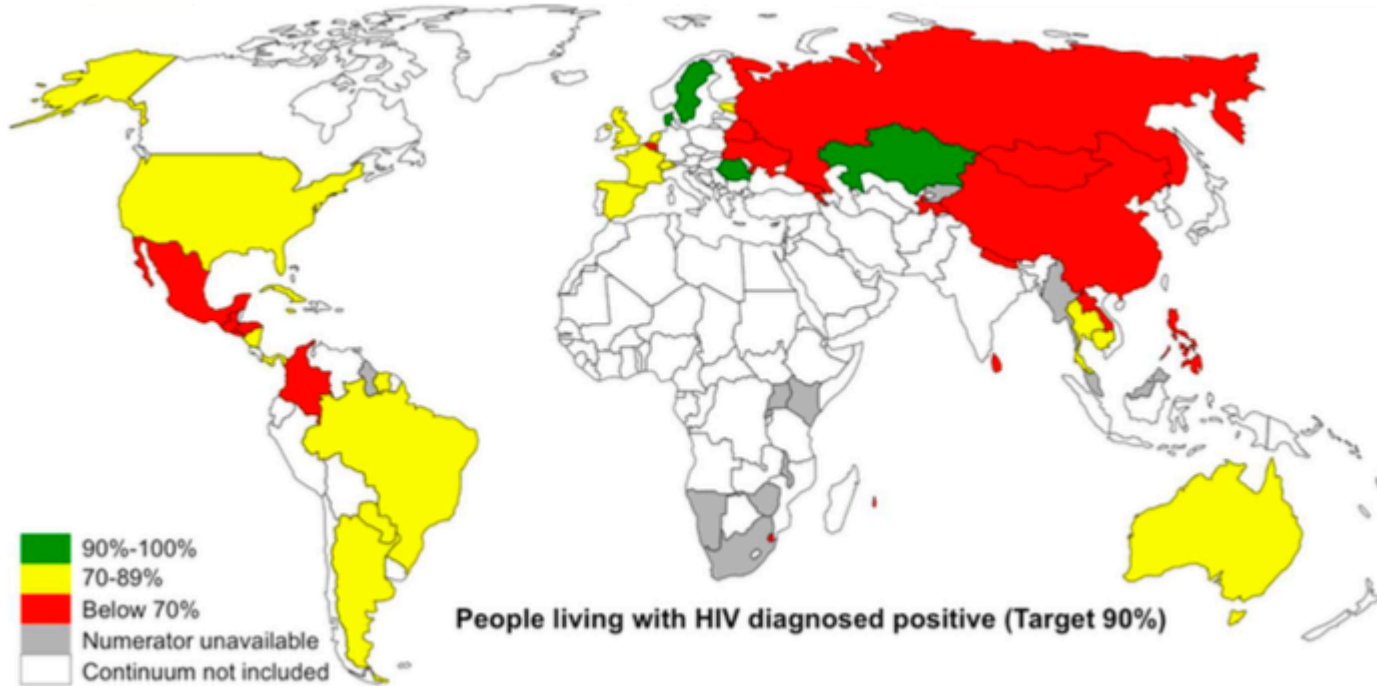 90%-100%
70-89%
Below 70%
Numerator unavailable
Continuum not included
People living with HIV diagnosed positive (Target 90%)